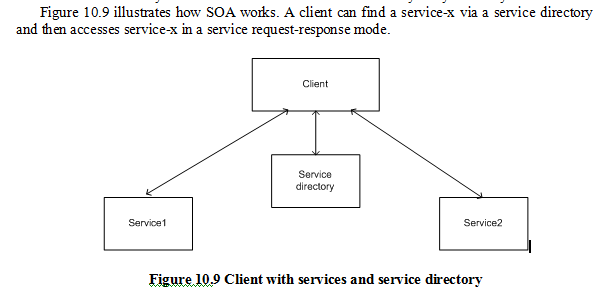 Figure 10.9 illustrates how SOA works. A client can find a service-x via a service directory
and then accesses service-x in a service request-response mode.
Client
Service
directory
Service1
Service2
Figure 10.9 Client with services and service directory